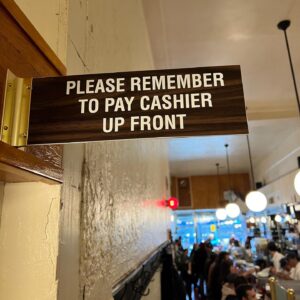 PLEASE REMEMBER
TO PAY CASHIER
UP FRONT